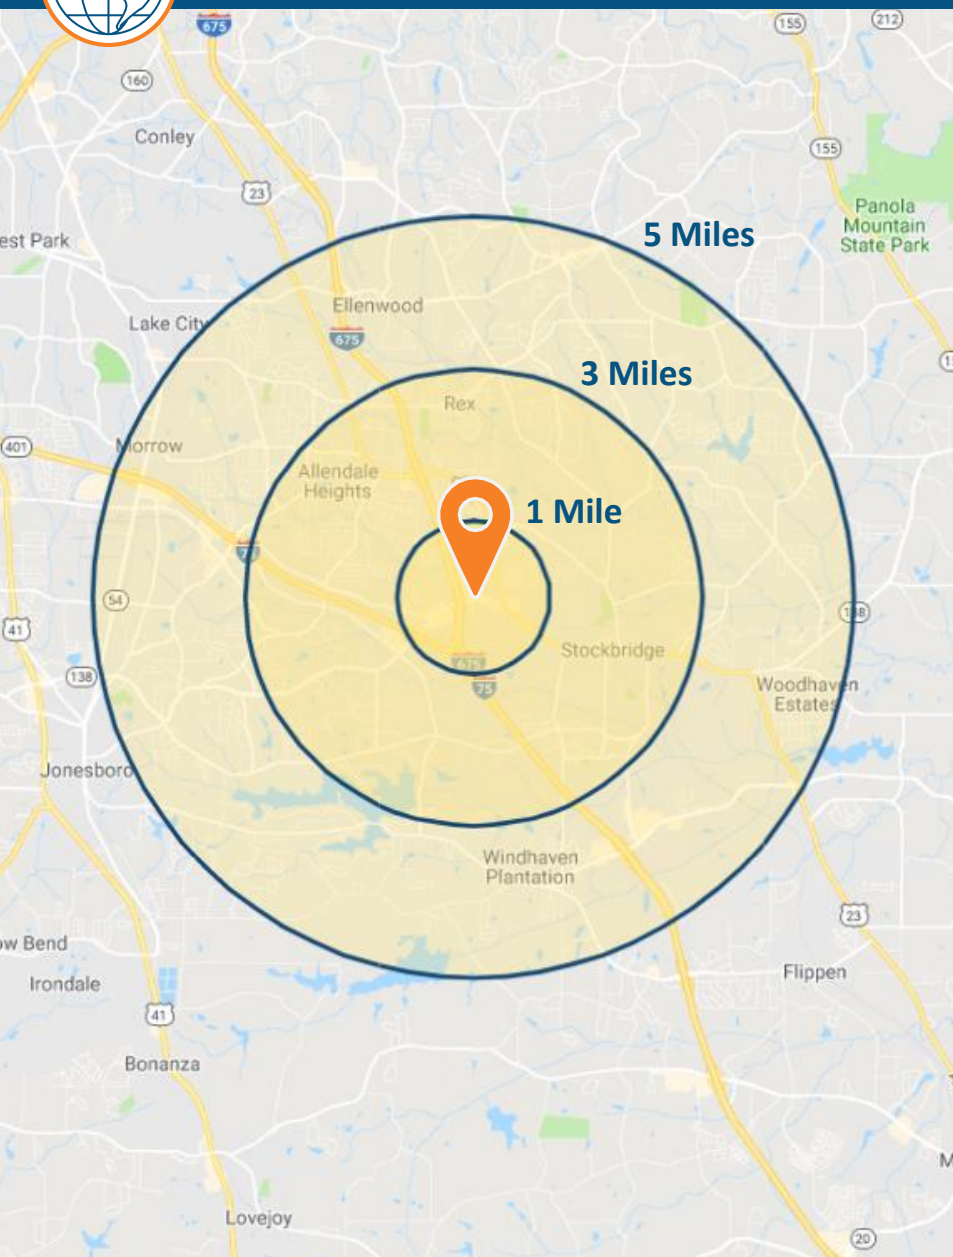 675
155
212
160
Conley
155
23
Panola
Mountain
State Park
est Park
5 Miles
Ellenwood
Lake City
675
3 Miles
Rex
401
Morrow
Allendale
Heights
1 Mile
75
54
138
41
Stockbridge
675
138
75
Woodhaven
Estates
Jonesboro
Windhaven
Plantation
23
ow Bend
Flippen
Irondale
41
Bonanza
M
Lovejoy
20